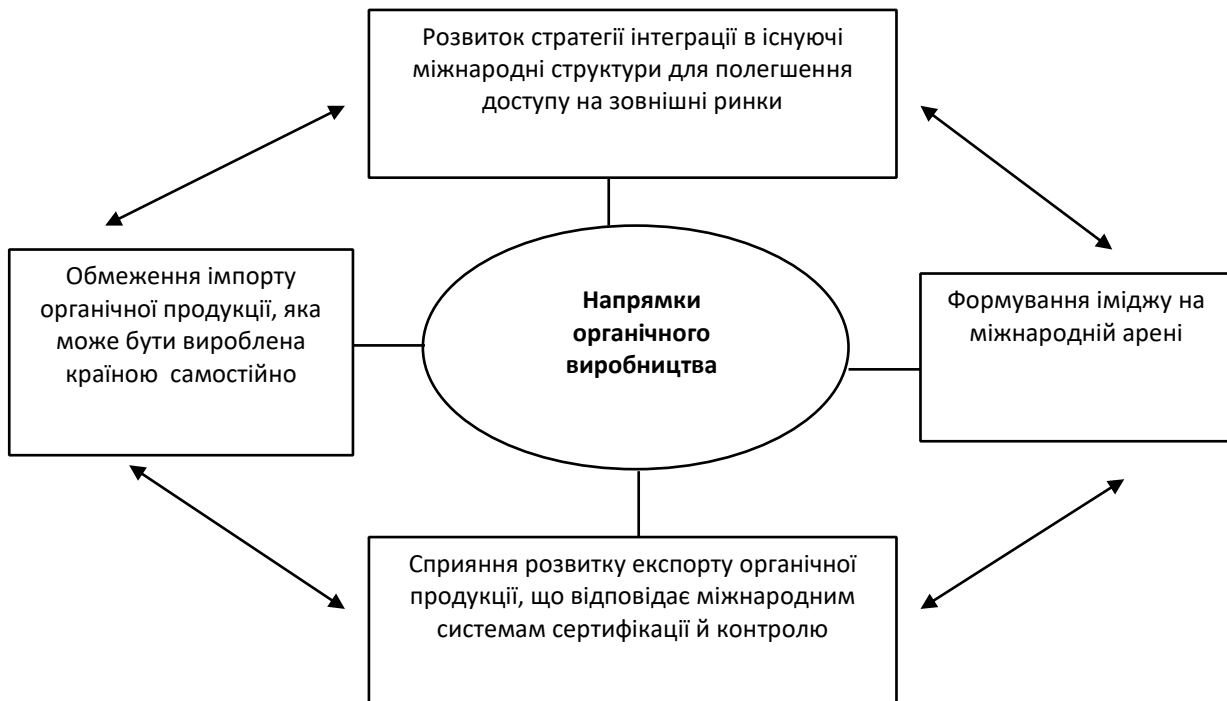 Розвиток стратегії інтеграції в існуючі
міжнародні структури для полегшення
доступу на зовнішні ринки
Обмеження імпорту
органічної продукції, яка
може бути вироблена
країною самостійно
Напрямки
органічного
виробництва
Формування іміджу на
міжнародній арені
Сприяння розвитку експорту органічної
продукції, що відповідає міжнародним
системам сертифікації й контролю